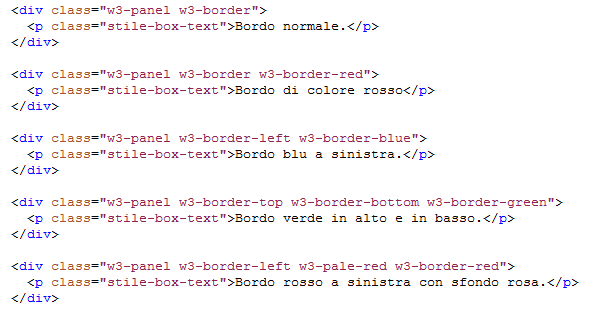 <div class="w3-panel w3-border">
<p class="stile-box-text">Bordo normale.</p>
</div>
<div class="w3-panel w3-border w3-border-red">
<p class="stile-box-text">Bordo di colore rosso</p>
</div>
<div class="w3-panel w3-border-left w3-border-blue">
<p class="stile-box-text">Bordo blu a sinistra.</p>
</div>
<div class="w3-panel w3-border-top w3-border-bottom w3-border-green">
<p class="stile-box-text">Bordo verde in alto e in basso.</p>
</div>
<div class="w3-panel w3-border-left w3-pale-red w3-border-red">
<p class="stile-box-text">Bordo rosso a sinistra con sfondo rosa.</p>
</div>